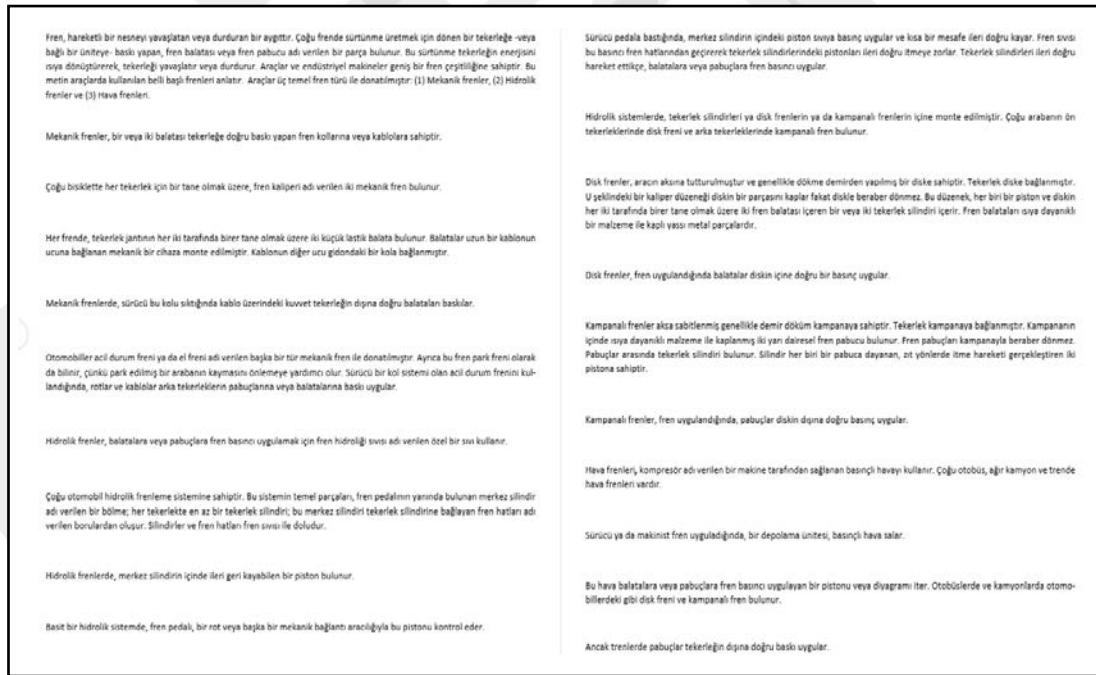 Fren, hareketli bir nesneyi yavaşlatan veya durduran bir aygıttır. Çoğu frende sürtünme üretmek için dönen bir tekerleğe -veya
bağlı bir üniteye- baskı yapan, fren balatası veya fren pabucu adı verilen bir parça bulunur. Bu sürtünme tekerleğin enerjisini
ısıya dönüştürerek, tekerleği yavaşlatır veya durdurur. Araçlar ve endüstriyel makineler geniş bir fren çeşitliliğine sahiptir. Bu
metin araçlarda kullanılan belli başlı frenleri anlatır. Araçlar üç temel fren türü ile donatılmıştır: (1) Mekanik frenler, (2) Hidrolik
frenler ve (3) Hava frenleri.
Mekanik frenler, bir veya iki balatası tekerleğe doğru baskı yapan fren kollarına veya kablolara sahiptir.
Çoğu bisiklette her tekerlek için bir tane olmak üzere, fren kaliperi adı verilen iki mekanik fren bulunur.
Her frende, tekerlek jantının her iki tarafında birer tane olmak üzere iki küçük lastik balata bulunur. Balatalar uzun bir kablonun
ucuna bağlanan mekanik bir cihaza monte edilmiştir. Kablonun diğer ucu gidondaki bir kola bağlanmıştır.
Mekanik frenlerde, sürücü bu kolu sıktığında kablo üzerindeki kuvvet tekerleğin dışına doğru balataları baskılar.
Otomobiller acil durum freni ya da el freni adı verilen başka bir tür mekanik fren ile donatılmıştır. Ayrıca bu fren park freni olarak
da bilinir, çünkü park edilmiş bir arabanın kaymasını önlemeye yardımcı olur. Sürücü bir kol sistemi olan acil durum frenini kul-
landığında, rotlar ve kablolar arka tekerleklerin pabuçlarına veya balatalarına baskı uygular.
Hidrolik frenler, balatalara veya pabuçlara fren basıncı uygulamak için fren hidroliği sıvısı adı verilen özel bir sıvı kullanır.
Çoğu otomobil hidrolik frenleme sistemine sahiptir. Bu sistemin temel parçaları, fren pedalının yanında bulunan merkez silindir
adı verilen bir bölme; her tekerlekte en az bir tekerlek silindiri; bu merkez silindiri tekerlek silindirine bağlayan fren hatları adı
verilen borulardan oluşur. Silindirler ve fren hatları fren sıvısı ile doludur.
Hidrolik frenlerde, merkez silindirin içinde ileri geri kayabilen bir piston bulunur.
Basit bir hidrolik sistemde, fren pedalı, bir rot veya başka bir mekanik bağlantı aracılığıyla bu pistonu kontrol eder.
Sürücü pedala bastığında, merkez silindirin içindeki piston sıvıya basınç uygular ve kısa bir mesafe ileri doğru kayar. Fren sıvısı
bu basıncı fren hatlarından geçirerek tekerlek silindirlerindeki pistonları ileri doğru itmeye zorlar. Tekerlek silindirleri ileri doğru
hareket ettikçe, balatalara veya pabuçlara fren basıncı uygular.
Hidrolik sistemlerde, tekerlek silindirleri ya disk frenlerin ya da kampanalı frenlerin içine monte edilmiştir. Çoğu arabanın ön
tekerleklerinde disk freni ve arka tekerleklerinde kampanalı fren bulunur.
Disk frenler, aracın aksına tutturulmuştur ve genellikle dökme demirden yapılmış bir diske sahiptir. Tekerlek diske bağlanmıştır.
U şeklindeki bir kaliper düzeneği diskin bir parçasını kaplar fakat diskle beraber dönmez. Bu düzenek, her biri bir piston ve diskin
her iki tarafında birer tane olmak üzere iki fren balatası içeren bir veya iki tekerlek silindiri içerir. Fren balataları ısıya dayanıklı
bir malzeme ile kaplı yassı metal parçalardır.
Disk frenler, fren uygulandığında balatalar diskin içine doğru bir basınç uygular.
Kampanalı frenler aksa sabitlenmiş genellikle demir döküm kampanaya sahiptir. Tekerlek kampanaya bağlanmıştır. Kampananın
içinde ısıya dayanıklı malzeme ile kaplanmış iki yarı dairesel fren pabucu bulunur. Fren pabuçları kampanayla beraber dönmez.
Pabuçlar arasında tekerlek silindiri bulunur. Silindir her biri bir pabuca dayanan, zıt yönlerde itme hareketi gerçekleştiren iki
pistona sahiptir.
Kampanalı frenler, fren uygulandığında, pabuçlar diskin dışına doğru basınç uygular.
Hava frenleri, kompresör adı verilen bir makine tarafından sağlanan basınçlı havayı kullanır. Çoğu otobüs, ağır kamyon ve trende
hava frenleri vardır.
Sürücü ya da makinist fren uyguladığında, bir depolama ünitesi, basınçlı hava salar.
Bu hava balatalara veya pabuçlara fren basıncı uygulayan bir pistonu veya diyagramı iter. Otobüslerde ve kamyonlarda otomo-
billerdeki gibi disk freni ve kampanalı fren bulunur.
Ancak trenlerde pabuçlar tekerleğin dışına doğru baskı uygular.